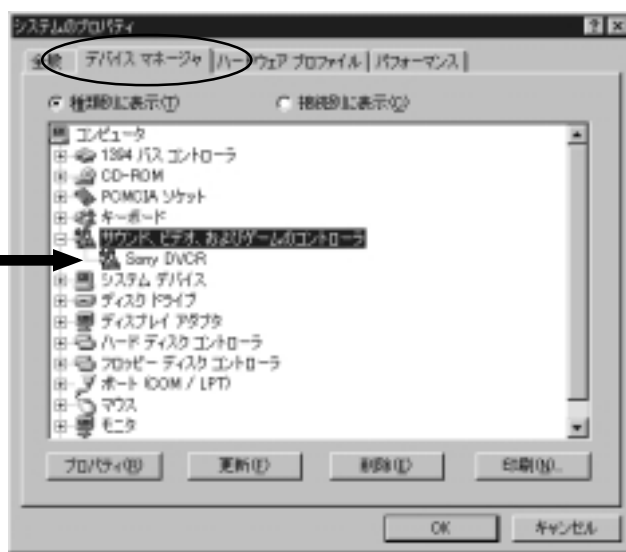 システムのプロパティ
全般 デバイス マネージャ ハードウェア プロファイル パフォーマンス
種類別に表示(T) 接続別に表示(C)
コンピュータ
1394 バス コントローラ
CD-ROM
PCMCIA ソケット
キーボード
サウンド、ビデオ、およびゲームのコントローラ
Sony DVCR
システム デバイス
ディスク ドライブ
ディスプレイ アダプタ
ハード ディスク コントローラ
フロッピー ディスク コントローラ
ポート (COM / LPT)
マウス
モニタ
プロパティ(R) 更新(F) 削除(E) 印刷(N)...
OK キャンセル